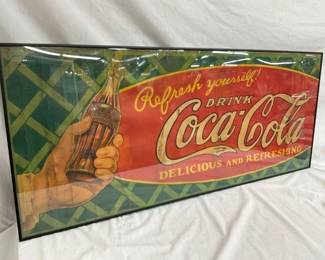 Refresh yourself!
DRINK
Coca-Cola
DELICIOUS AND REFRESHING